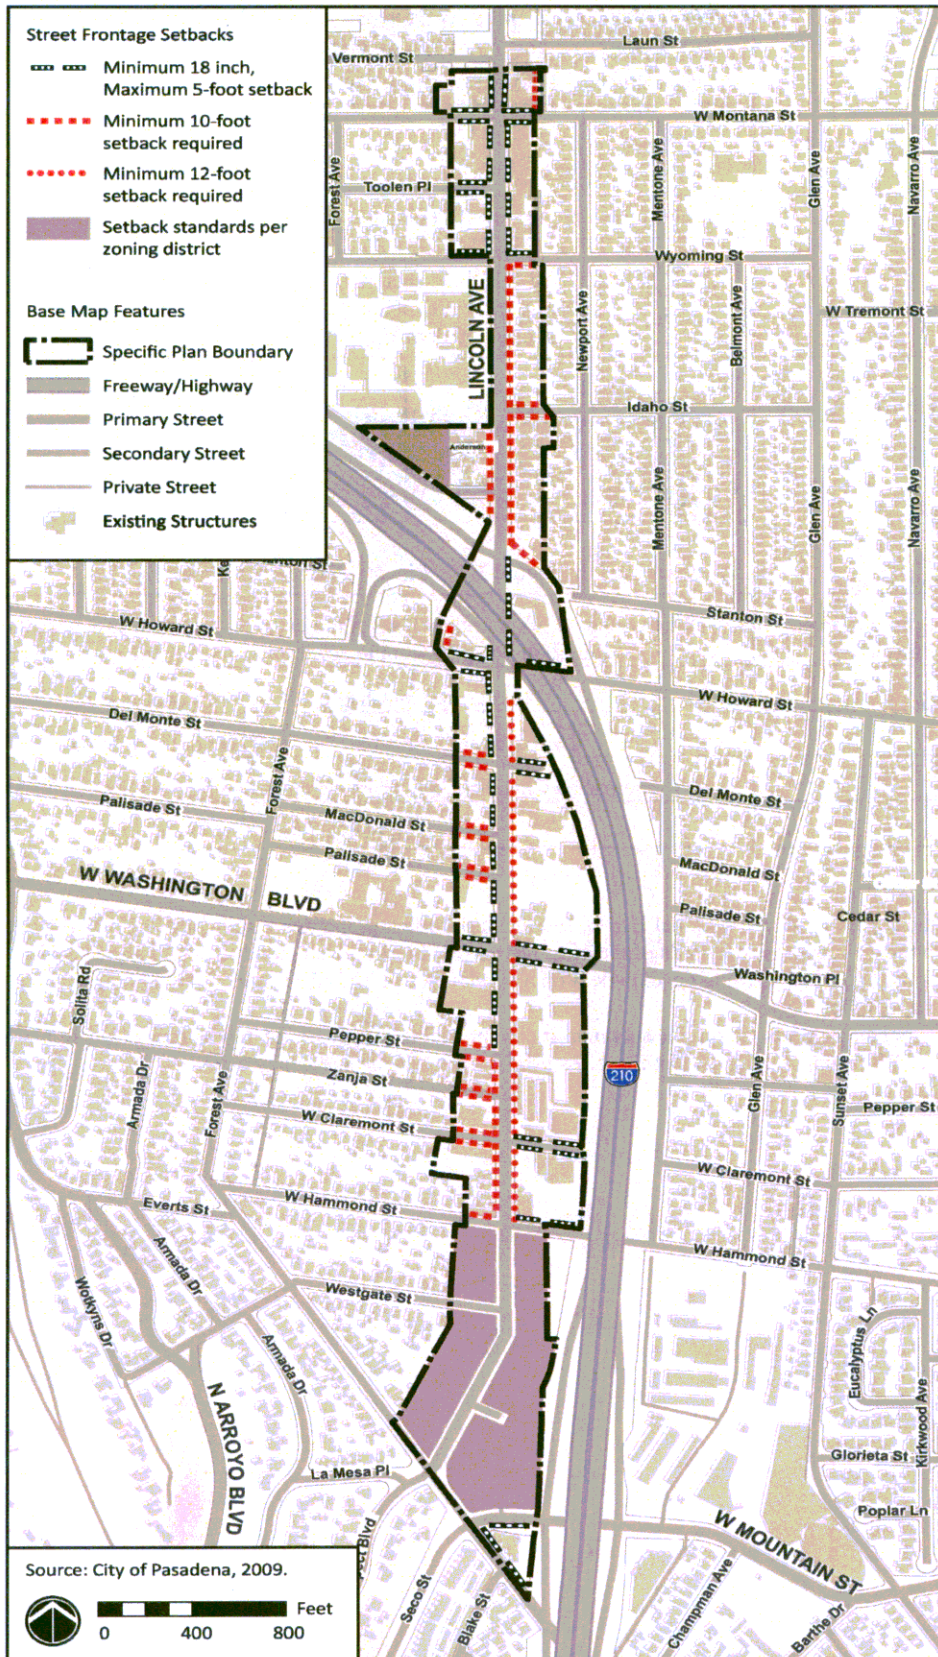 Street Frontage Setbacks
Minimum 18 inch,
Maximum 5-foot setback
Minimum 10-foot
setback required
Minimum 12-foot
setback required
Setback standards per
zoning district
Base Map Features
Specific Plan Boundary
Freeway/Highway
Primary Street
Secondary Street
Private Street
Existing Structures
Vermont St
Laun St
W Montana St
Forest Ave
Toolen Pl
Mentone Ave
Glen Ave
Navarro Ave
Wyoming St
LINCOLN AVE
Newport Ave
Belmont Ave
W Tremont St
Idaho St
Anderson
Mentone Ave
Glen Ave
Navarro Ave
Stanton St
W Howard St
W Howard St
Del Monte St
Forest Ave
Palisade St
MacDonald St
Palisade St
Del Monte St
MacDonald St
Palisade St
Cedar St
W WASHINGTON BLVD
Washington Pl
Solita Rd
Pepper St
Zanja St
Armada Dr
Forest Ave
W Claremont St
210
Glen Ave
Sunset Ave
Pepper St
W Claremont St
Everts St
W Hammond St
W Hammond St
Armada Dr
Wotkyns Dr
Westgate St
Armada Dr
Eucalyptus Ln
Kirkwood Ave
N ARROYO BLVD
La Mesa Pl
Glorieta St
Poplar Ln
W MOUNTAIN ST
Seco St
Blake St
Champman Ave
Barthe Dr
Source: City of Pasadena, 2009.
Feet
0 400 800